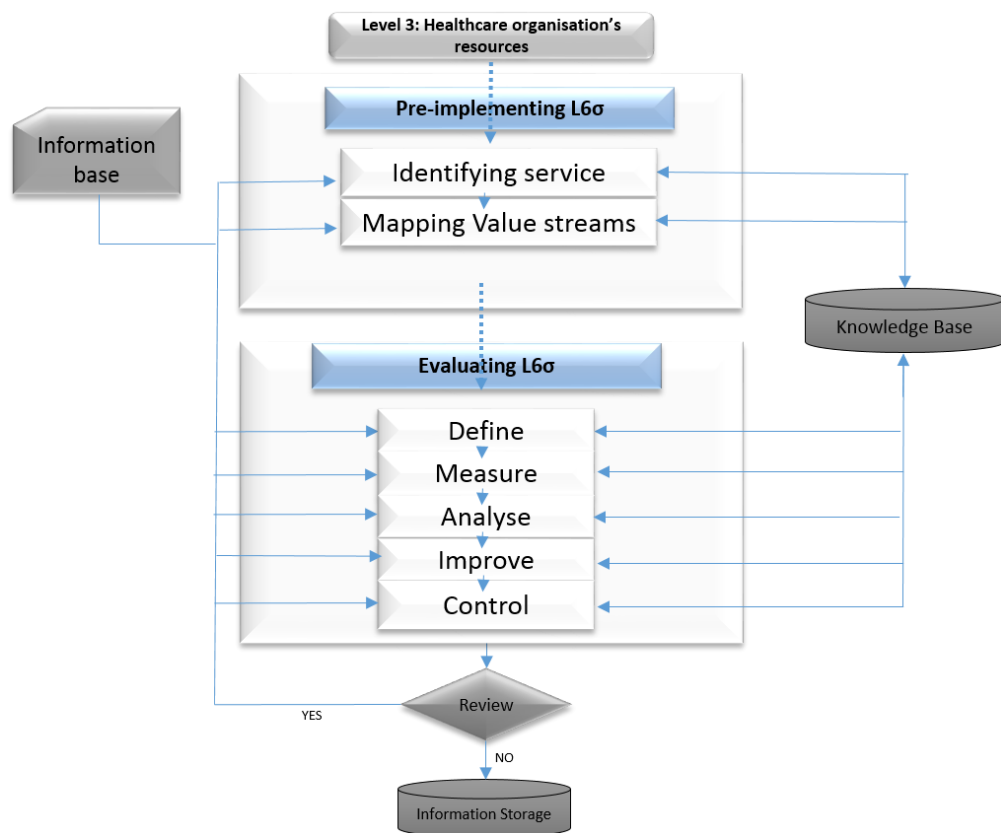 Level 3: Healthcare organisation's
resources
Pre-implementing L6σ
Information
base
Identifying service
Mapping Value streams
Knowledge Base
Evaluating L6σ
Define
Measure
Analyse
Improve
Control
Review
YES
NO
Information Storage